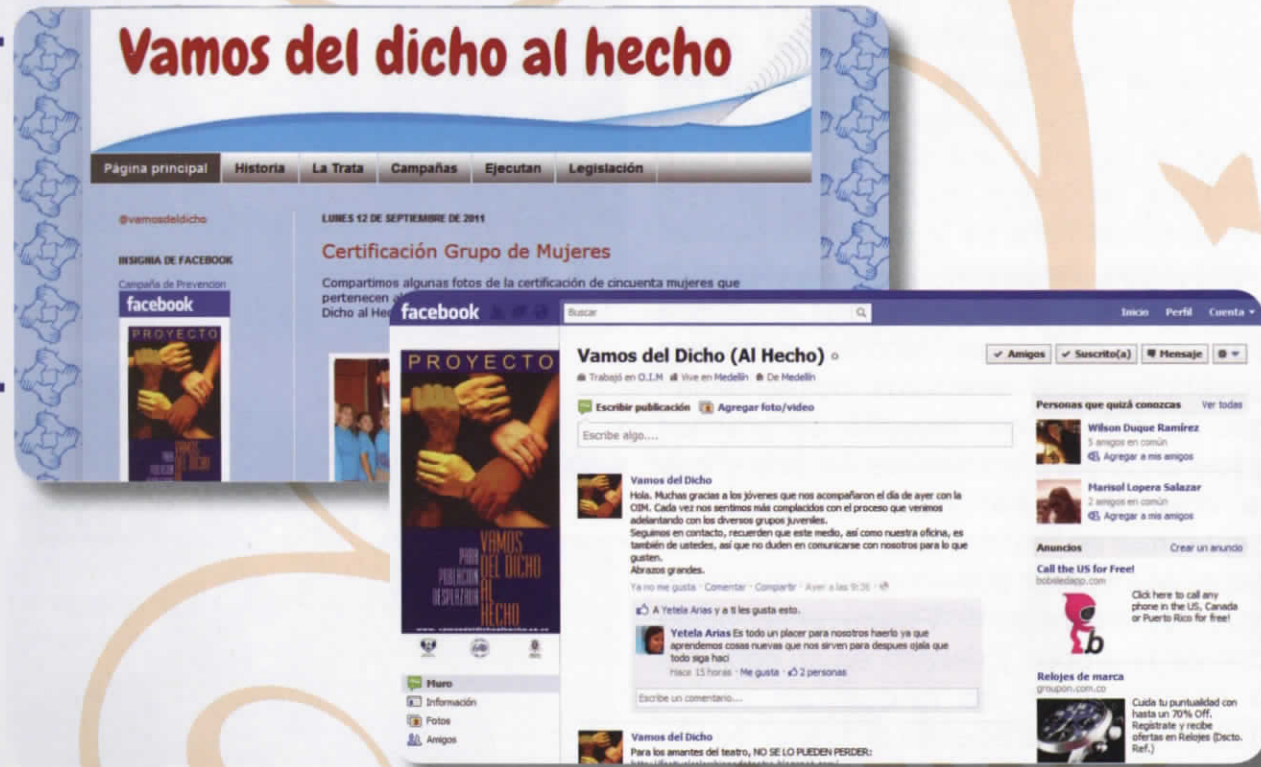 Vamos del dicho al hecho
Página principal Historia La Trata Campañas Ejecutan Legislación
@vamosdeldicho
INSIGNIA DE FACEBOOK
Campaña de Prevencion
facebook
PROYECTO
VAMOS
PARA DEL DICHO
LUNES 12 DE SEPTIEMBRE DE 2011
Certificación Grupo de Mujeres
Compartimos algunas fotos de la certificación de cincuenta mujeres que
pertenecen
Dicho al
facebook
Buscar
Inicio Perfil Cuenta
PROYECTO
VAMOS
PARA DEL DICHO
POBLACION AL
DESPLAZADA HECHO
Muro
Información
Fotos
Amigos
Vamos del Dicho (Al Hecho)
Amigos Suscrito(a) Mensaje
Trabajó en O.I.M Vive en Medellín De Medellín
Escribir publicación Agregar foto/video
Escribe algo....
Vamos del Dicho
Hola. Muchas gracias a los jóvenes que nos acompañaron el día de ayer con la
OIM. Cada vez nos sentimos más complacidos con el proceso que venimos
adelantando con los diversos grupos juveniles.
Seguimos en contacto, recuerden que este medio, así como nuestra oficina, es
también de ustedes, así que no duden en comunicarse con nosotros para lo que
gusten.
Abrazos grandes.
Ya no me gusta · Comentar · Compartir · Ayer a las 9:36 ·
A Yetela Arias y a ti les gusta esto.
Yetela Arias Es todo un placer para nosotros haerlo ya que
aprendemos cosas nuevas que nos sirven para despues ojala que
todo siga haci
Hace 15 horas · Me gusta · 2 personas
Escribe un comentario....
Vamos del Dicho
Para los amantes del teatro, NO SE LO PUEDEN PERDER:
Personas que quizá conozcas Ver todas
Wilson Duque Ramírez
5 amigos en común
Agregar a mis amigos
Marisol Lopera Salazar
2 amigos en común
Agregar a mis amigos
Anuncios Crear un anuncio
Call the US for Free!
bobsledapp.com
Click here to call any
phone in the US, Canada
or Puerto Rico for free!
b
Relojes de marca
groupon.com.co
Cuida tu puntualidad con
hasta un 70% Off.
Regístrate y recibe
ofertas en Relojes (Dscto.
Ref.)